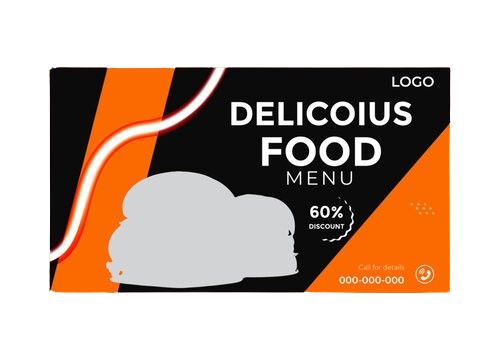 LOGO
DELICOIUS
FOOD
MENU
60%
DISCOUNT
Call for details
000-000-000